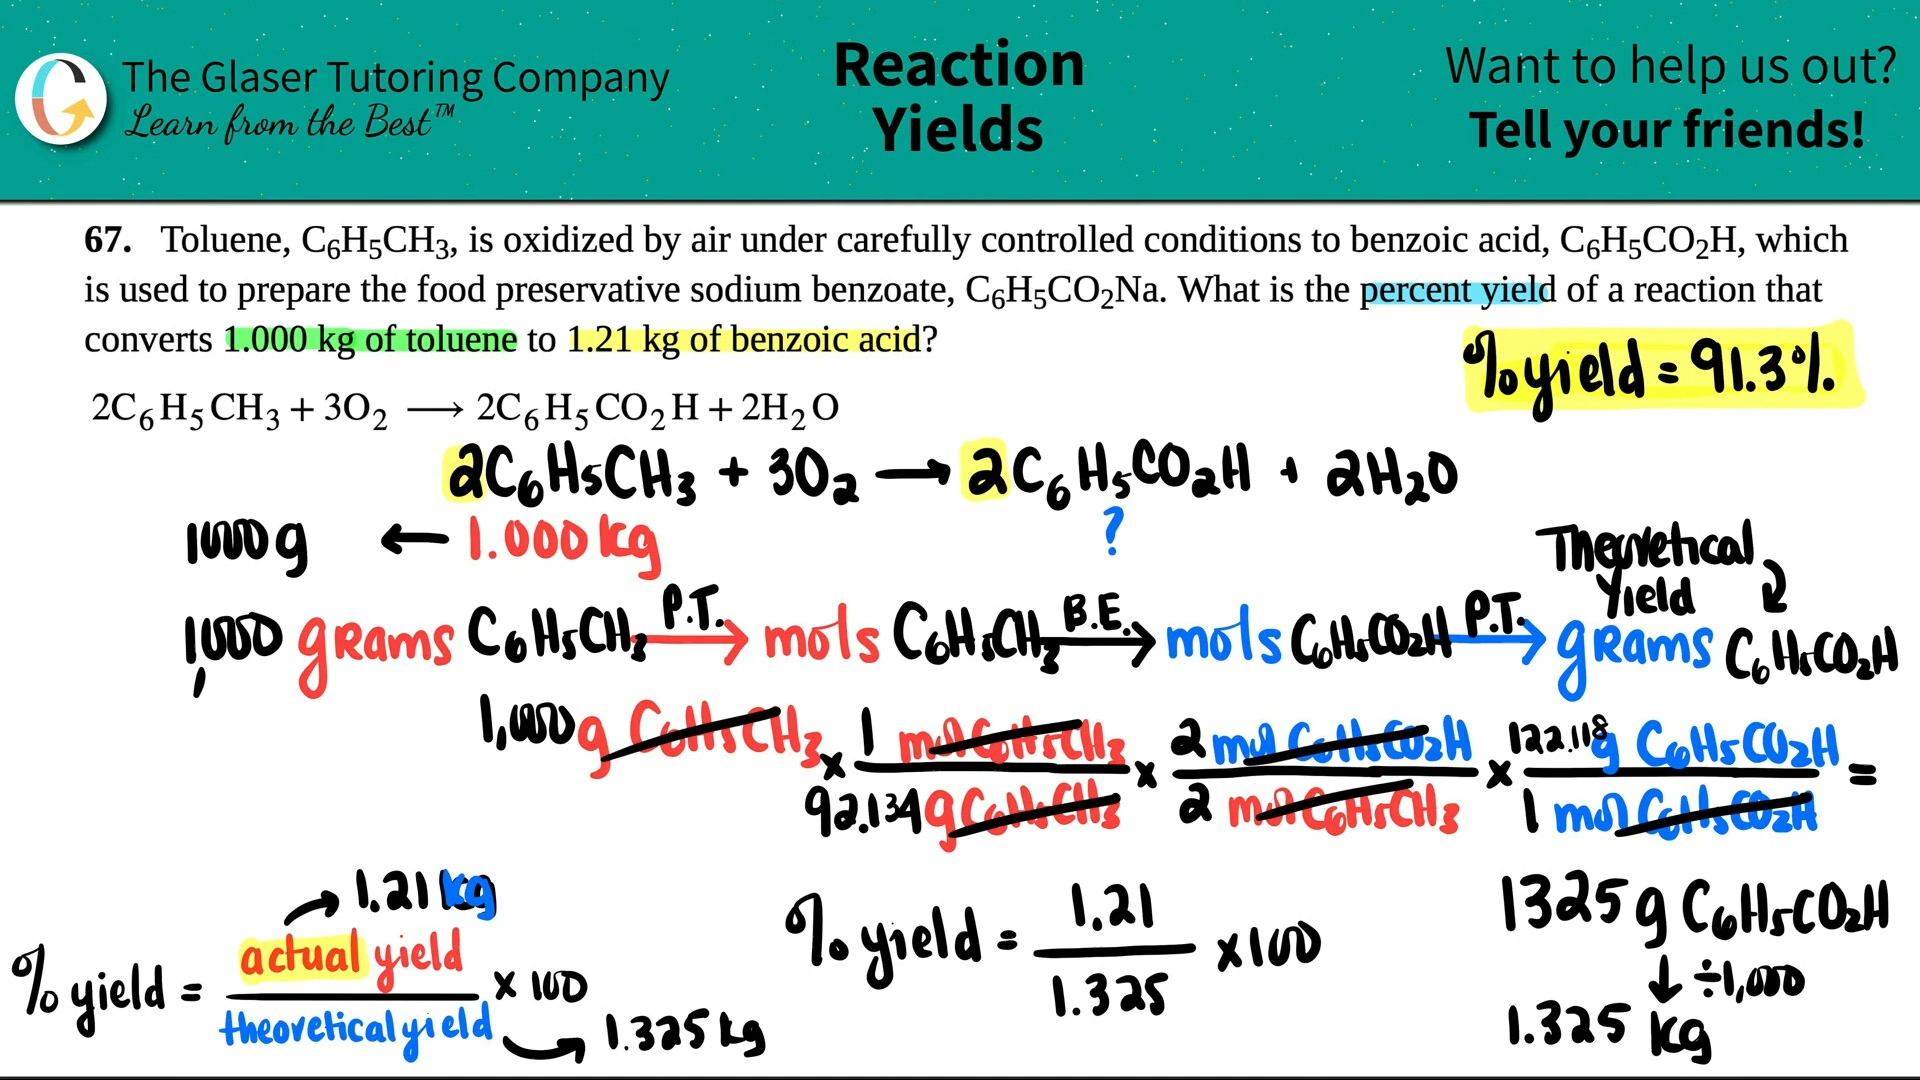 The Glaser Tutoring Company
Learn from the Best™
Reaction
Yields
Want to help us out?
Tell your friends!
67. Toluene, C₆H₅CH₃, is oxidized by air under carefully controlled conditions to benzoic acid, C₆H₅CO₂H, which
is used to prepare the food preservative sodium benzoate, C₆H₅CO₂Na. What is the percent yield of a reaction that
converts 1.000 kg of toluene to 1.21 kg of benzoic acid?
% yield = 91.3%
2C₆H₅CH₃ + 3O₂ ⟶ 2C₆H₅CO₂H + 2H₂O
2C₆H₅CH₃ + 3O₂ → 2C₆H₅CO₂H + 2H₂O
1000g ← 1.000 kg
?
Theoretical
Yield
1,000 grams C₆H₅CH₃ P.T. → mols C₆H₅CH₃ B.E. → mols C₆H₅CO₂H P.T. → grams C₆H₅CO₂H
1,000 g C₆H₅CH₃ × 1 mol C₆H₅CH₃ × 2 mol C₆H₅CO₂H × 122.118 g C₆H₅CO₂H =
92.134 g C₆H₅CH₃ 2 mol C₆H₅CH₃ 1 mol C₆H₅CO₂H
→ 1.21 kg
% yield = actual yield × 100
theoretical yield → 1.325 kg
% yield = 1.21 × 100
1.325
1325 g C₆H₅CO₂H
↓ ÷1,000
1.325 kg